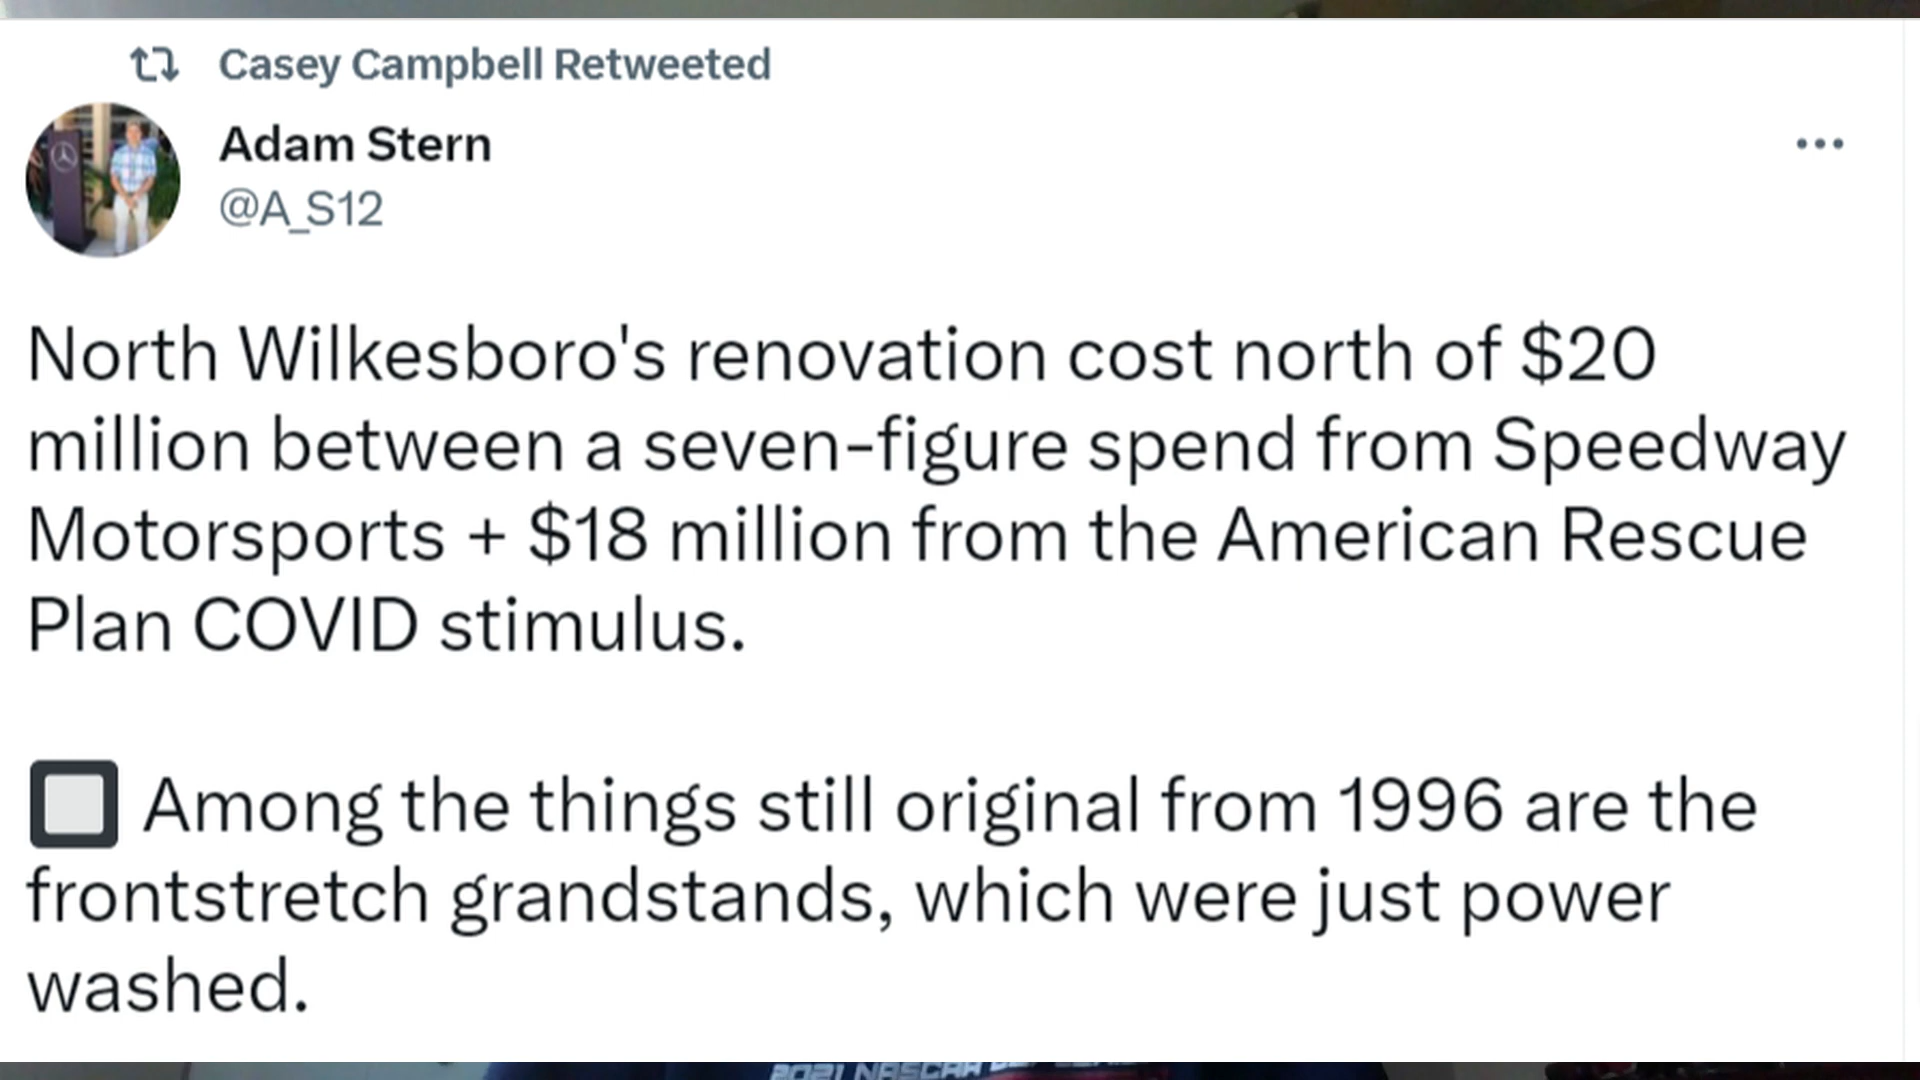 Casey Campbell Retweeted
Adam Stern
@A_S12
North Wilkesboro's renovation cost north of $20
million between a seven-figure spend from Speedway
Motorsports + $18 million from the American Rescue
Plan COVID stimulus.
🔲 Among the things still original from 1996 are the
frontstretch grandstands, which were just power
washed.
2021 NASCAR